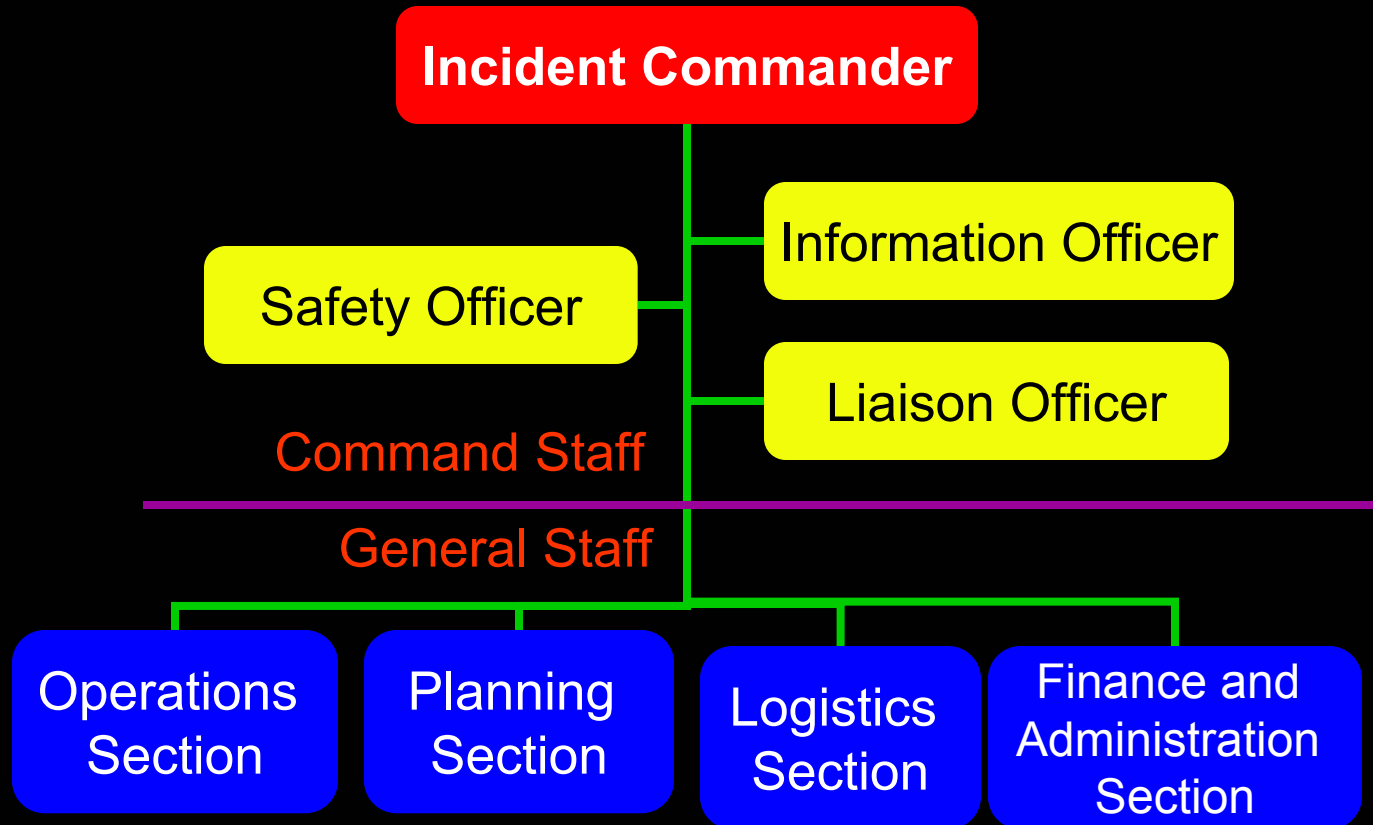 Incident Commander
Information Officer
Safety Officer
Liaison Officer
Command Staff
General Staff
Operations
Section
Planning
Section
Logistics
Section
Finance and
Administration
Section